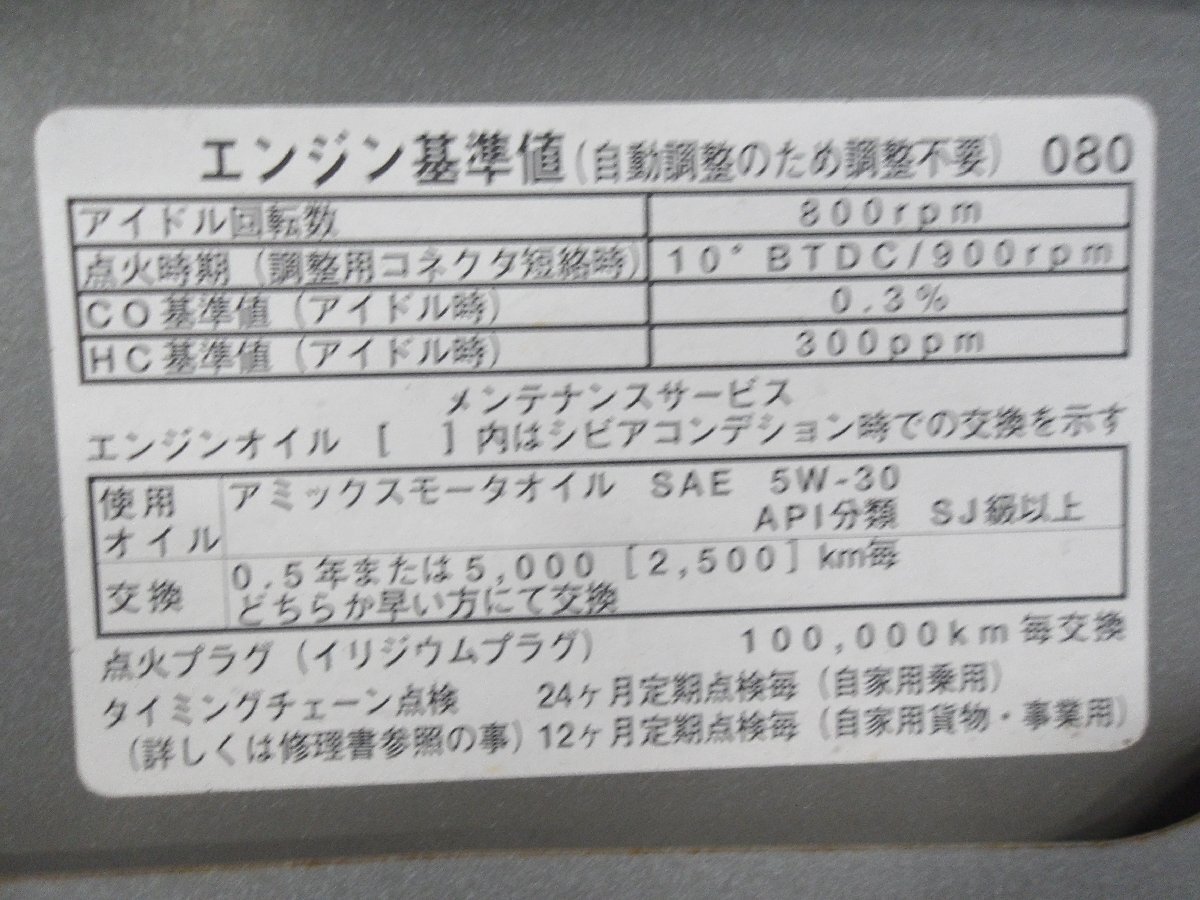 エンジン基準値(自動調整のため調整不要) 080
アイドル回転数 800rpm
点火時期(調整用コネクタ短絡時) 10°BTDC/900rpm
CO基準値(アイドル時) 0.3%
HC基準値(アイドル時) 300ppm
メンテナンスサービス
エンジンオイル [ ]内はシビアコンデション時での交換を示す
使用オイル アミックスモータオイル SAE 5W-30
API分類 SJ級以上
交換 0.5年または5,000[2,500]km毎
どちらか早い方にて交換
点火プラグ(イリジウムプラグ) 100,000km毎交換
タイミングチェーン点検 24ヶ月定期点検毎(自家用乗用)
(詳しくは修理書参照の事) 12ヶ月定期点検毎(自家用貨物・事業用)